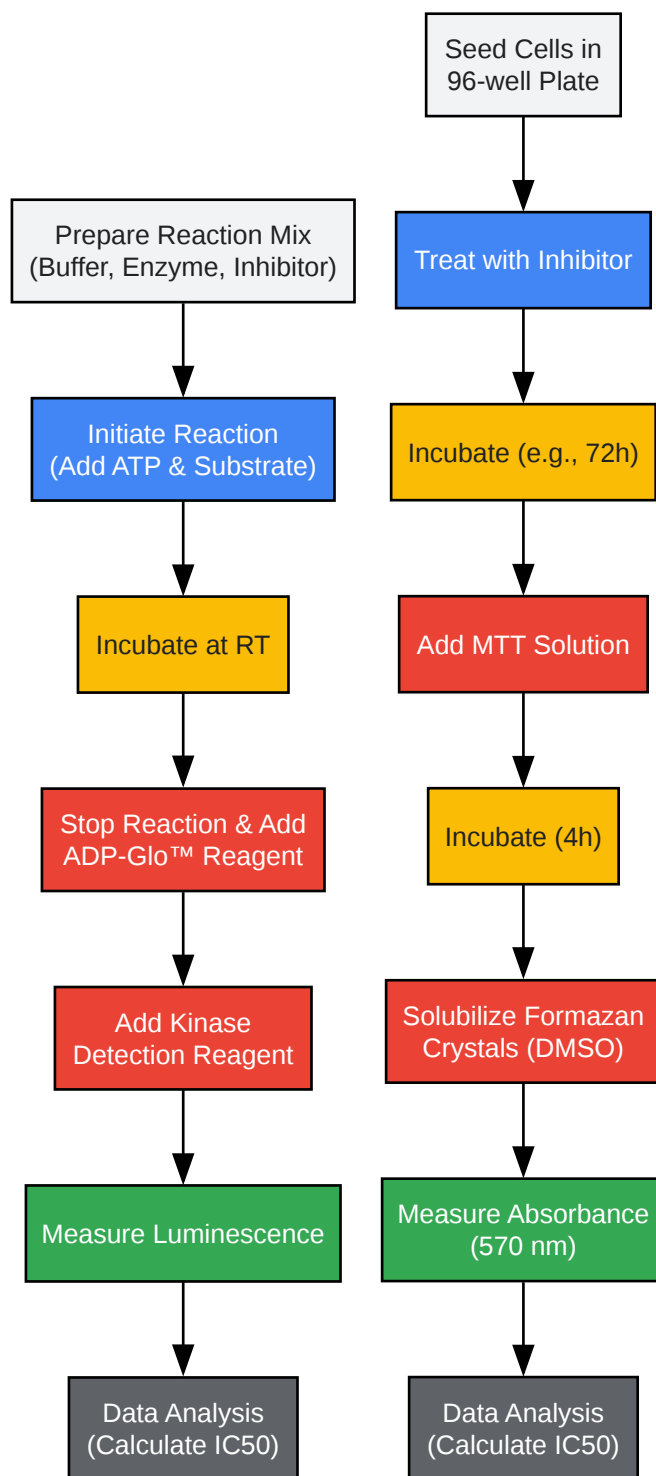 Prepare Reaction Mix
(Buffer, Enzyme, Inhibitor)
Initiate Reaction
(Add ATP & Substrate)
Incubate at RT
Stop Reaction & Add
ADP-Glo™ Reagent
Add Kinase
Detection Reagent
Measure Luminescence
Data Analysis
(Calculate IC50)
Seed Cells in
96-well Plate
Treat with Inhibitor
Incubate (e.g., 72h)
Add MTT Solution
Incubate (4h)
Solubilize Formazan
Crystals (DMSO)
Measure Absorbance
(570 nm)
Data Analysis
(Calculate IC50)